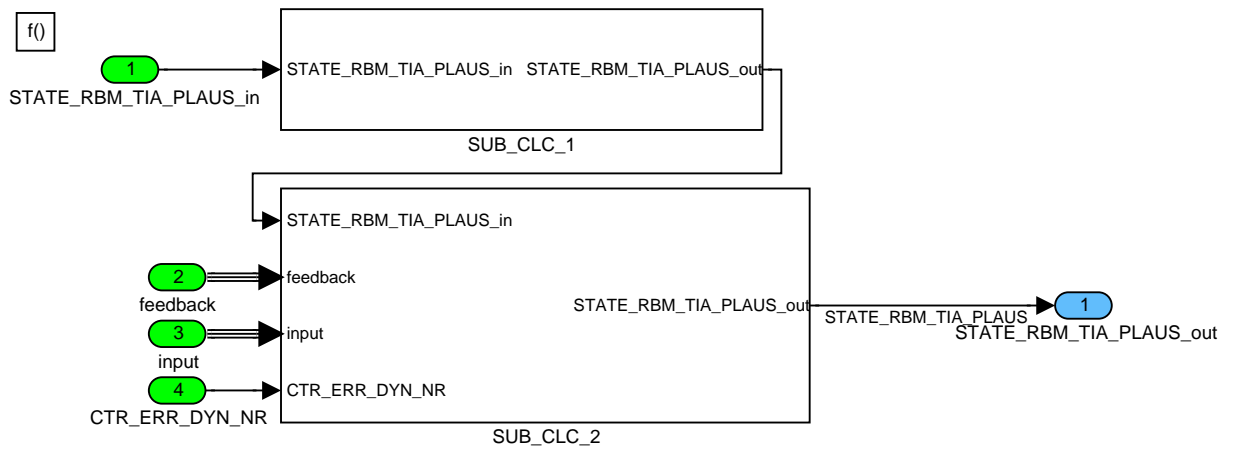 f()
1
STATE_RBM_TIA_PLAUS_in
STATE_RBM_TIA_PLAUS_in STATE_RBM_TIA_PLAUS_out
SUB_CLC_1
STATE_RBM_TIA_PLAUS_in
2
feedback
feedback
3
input
input
4
CTR_ERR_DYN_NR
CTR_ERR_DYN_NR
STATE_RBM_TIA_PLAUS_out
SUB_CLC_2
STATE_RBM_TIA_PLAUS
1
STATE_RBM_TIA_PLAUS_out